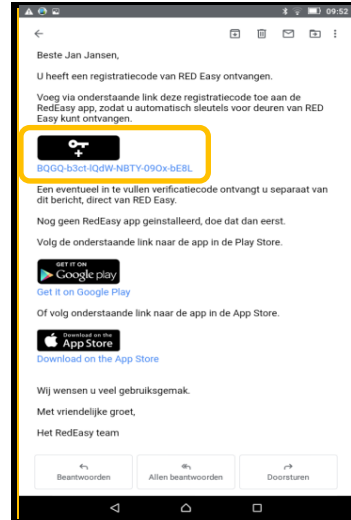 09:52
Beste Jan Jansen,
U heeft een registratiecode van RED Easy ontvangen.
Voeg via onderstaande link deze registratiecode toe aan de
RedEasy app, zodat u automatisch sleutels voor deuren van RED
Easy kunt ontvangen.
BQGQ-b3ct-lQdW-NBTY-09Ox-bE8L
Een eventueel in te vullen verificatiecode ontvangt u separaat van
dit bericht, direct van RED Easy.
Nog geen RedEasy app geinstalleerd, doe dat dan eerst.
Volg de onderstaande link naar de app in de Play Store.
GET IT ON
Google play
Get it on Google Play
Of volg onderstaande link naar de app in de App Store.
Download on the
App Store
Download on the App Store
Wij wensen u veel gebruiksgemak.
Met vriendelijke groet,
Het RedEasy team
Beantwoorden Allen beantwoorden Doorsturen